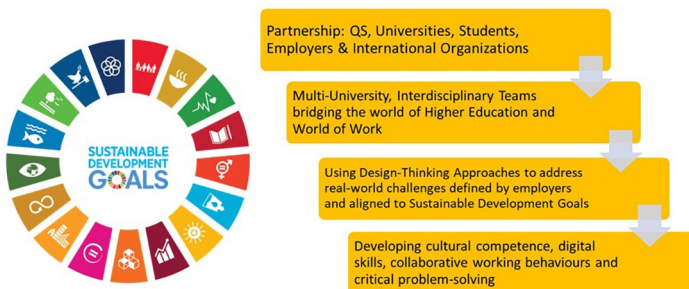 SUSTAINABLE
DEVELOPMENT
GOALS
Partnership: QS, Universities, Students,
Employers & International Organizations
Multi-University, Interdisciplinary Teams
bridging the world of Higher Education and
World of Work
Using Design-Thinking Approaches to address
real-world challenges defined by employers
and aligned to Sustainable Development Goals
Developing cultural competence, digital
skills, collaborative working behaviours and
critical problem-solving